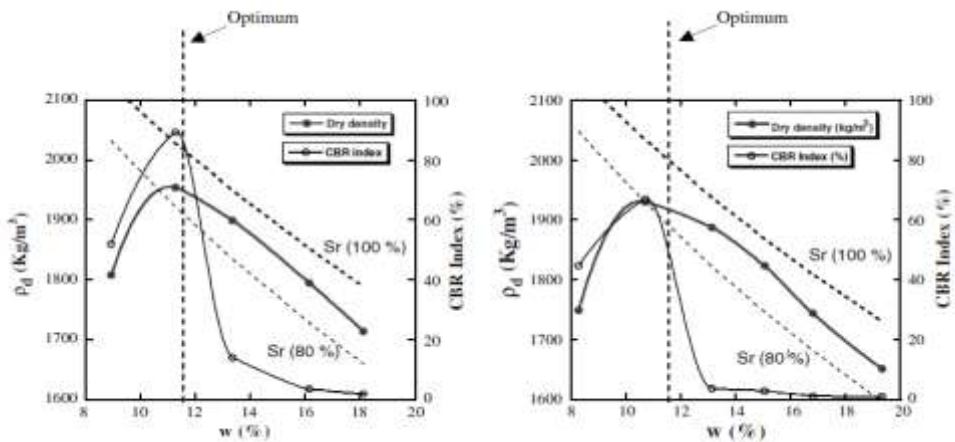 Optimum
2100
2000
1900
1800
1700
1600
ρd (Kg/m³)
100
80
60
40
20
0
CBR Index (%)
Dry density
CBR index
Sr (100 %)
Sr (80 %)
8 10 12 14 16 18 20
w (%)
Optimum
2100
2000
1900
1800
1700
1600
ρd (Kg/m³)
100
80
60
40
20
0
CBR Index (%)
Dry density (kg/m³)
CBR Index (%)
Sr (100 %)
Sr (80 %)
8 10 12 14 16 18 20
w (%)